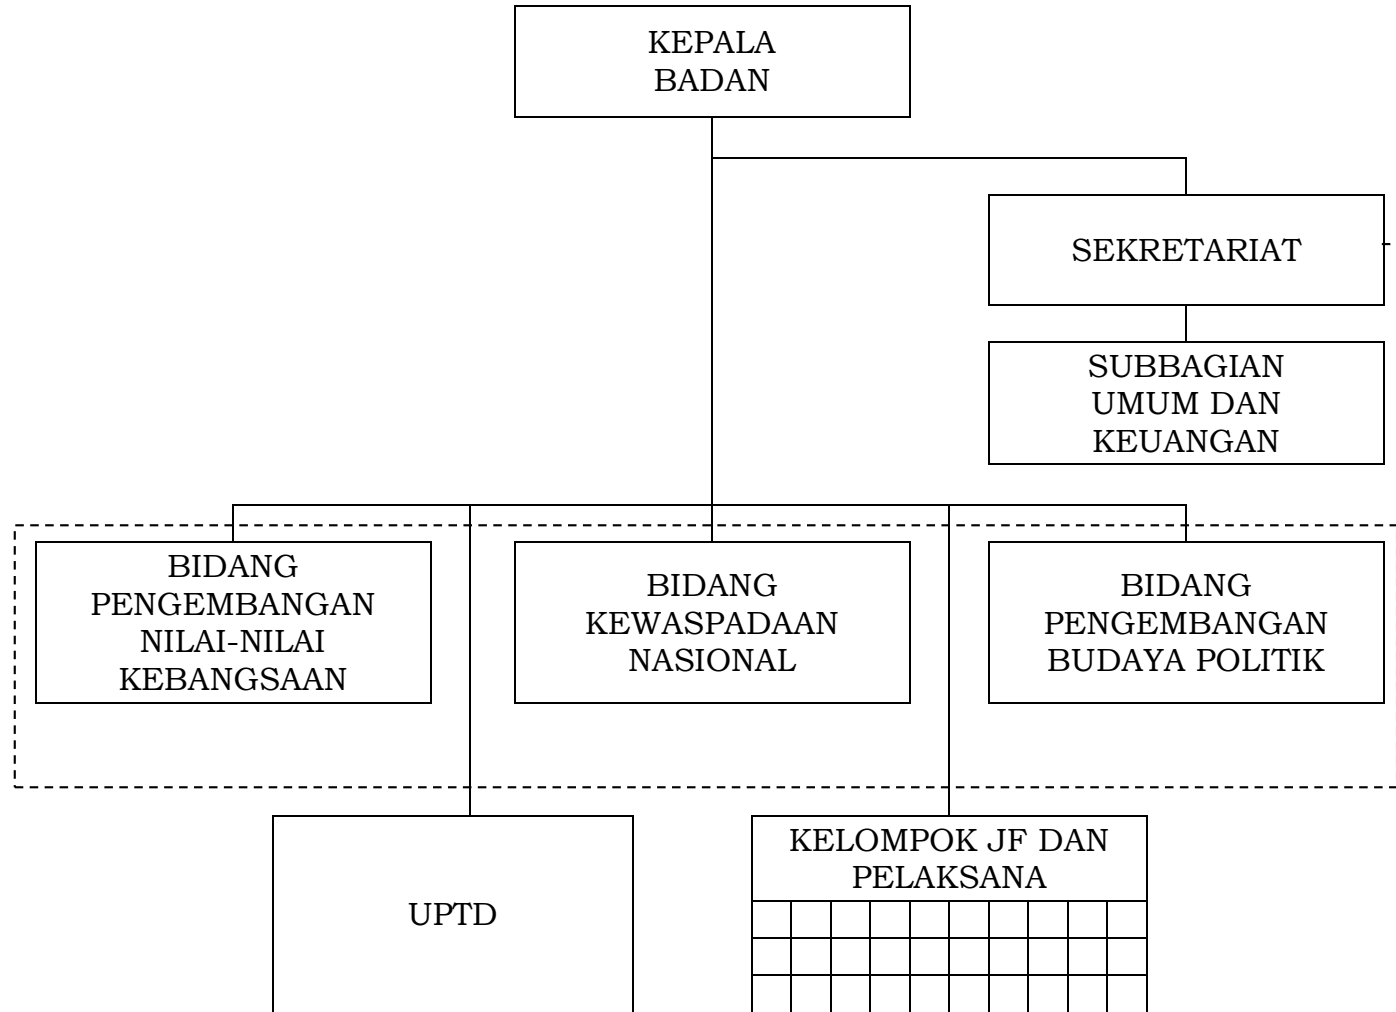 KEPALA
BADAN
SEKRETARIAT
SUBBAGIAN
UMUM DAN
KEUANGAN
BIDANG
PENGEMBANGAN
NILAI-NILAI
KEBANGSAAN
BIDANG
KEWASPADAAN
NASIONAL
BIDANG
PENGEMBANGAN
BUDAYA POLITIK
UPTD
KELOMPOK JF DAN
PELAKSANA